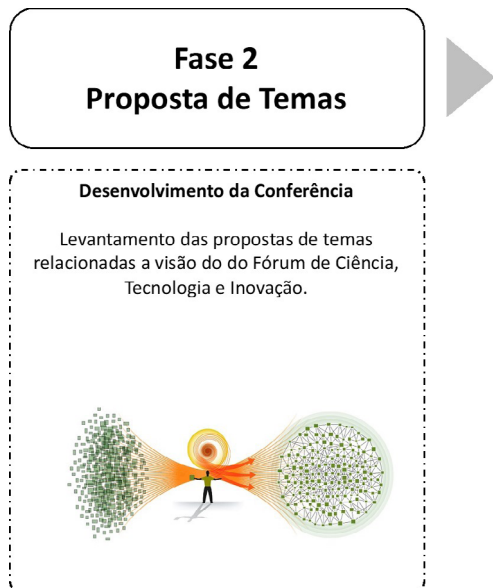 Fase 2
Proposta de Temas
Desenvolvimento da Conferência
Levantamento das propostas de temas
relacionadas a visão do do Fórum de Ciência,
Tecnologia e Inovação.